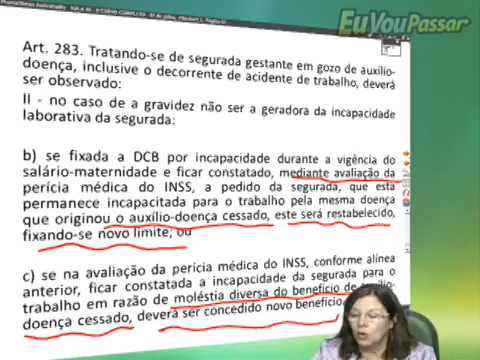 EuVouPassar
Art. 283. Tratando-se de segurada gestante em gozo de auxílio-
doença, inclusive o decorrente de acidente de trabalho, deverá
ser observado:
II - no caso de a gravidez não ser a geradora da incapacidade
laborativa da segurada:
b) se fixada a DCB por incapacidade durante a vigência do
salário-maternidade e ficar constatado, mediante avaliação da
perícia médica do INSS, a pedido da segurada, que esta
permanece incapacitada para o trabalho pela mesma doença
que originou o auxílio-doença cessado, este será restabelecido,
fixando-se novo limite; ou
c) se na avaliação da perícia médica do INSS, conforme alínea
anterior, ficar constatada a incapacidade da segurada para o
trabalho em razão de moléstia diversa do benefício de
doença cessado, deverá ser concedido novo benefício.